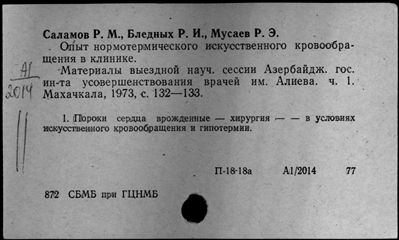 Саламов Р. М., Бледных Р. И., Мусаев Р. Э.
Опыт нормотермического искусственного кровообра-
щения в клинике.
А1
2014
Материалы выездной науч. сессии Азербайдж. гос.
ин-та усовершенствования врачей им. Алиева. ч. 1.
Махачкала, 1973, с. 132—133.
1. Пороки сердца врожденные — хирургия — — в условиях
искусственного кровообращения и гипотермии.
П-18-18а А1/2014 77
872 СБМБ при ГЦНМБ